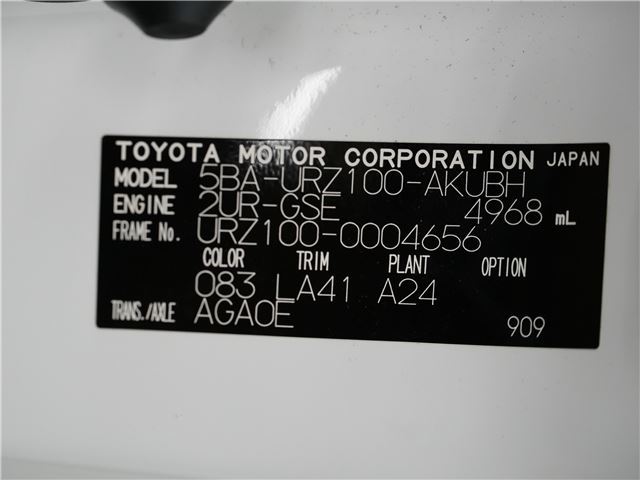 TOYOTA MOTOR CORPORATION JAPAN
MODEL 5BA-URZ100-AKUBH
ENGINE 2UR-GSE 4968 mL
FRAME No. URZ100-0004656
COLOR TRIM PLANT OPTION
083 LA41 A24
TRANS./AXLE AGA0E 909